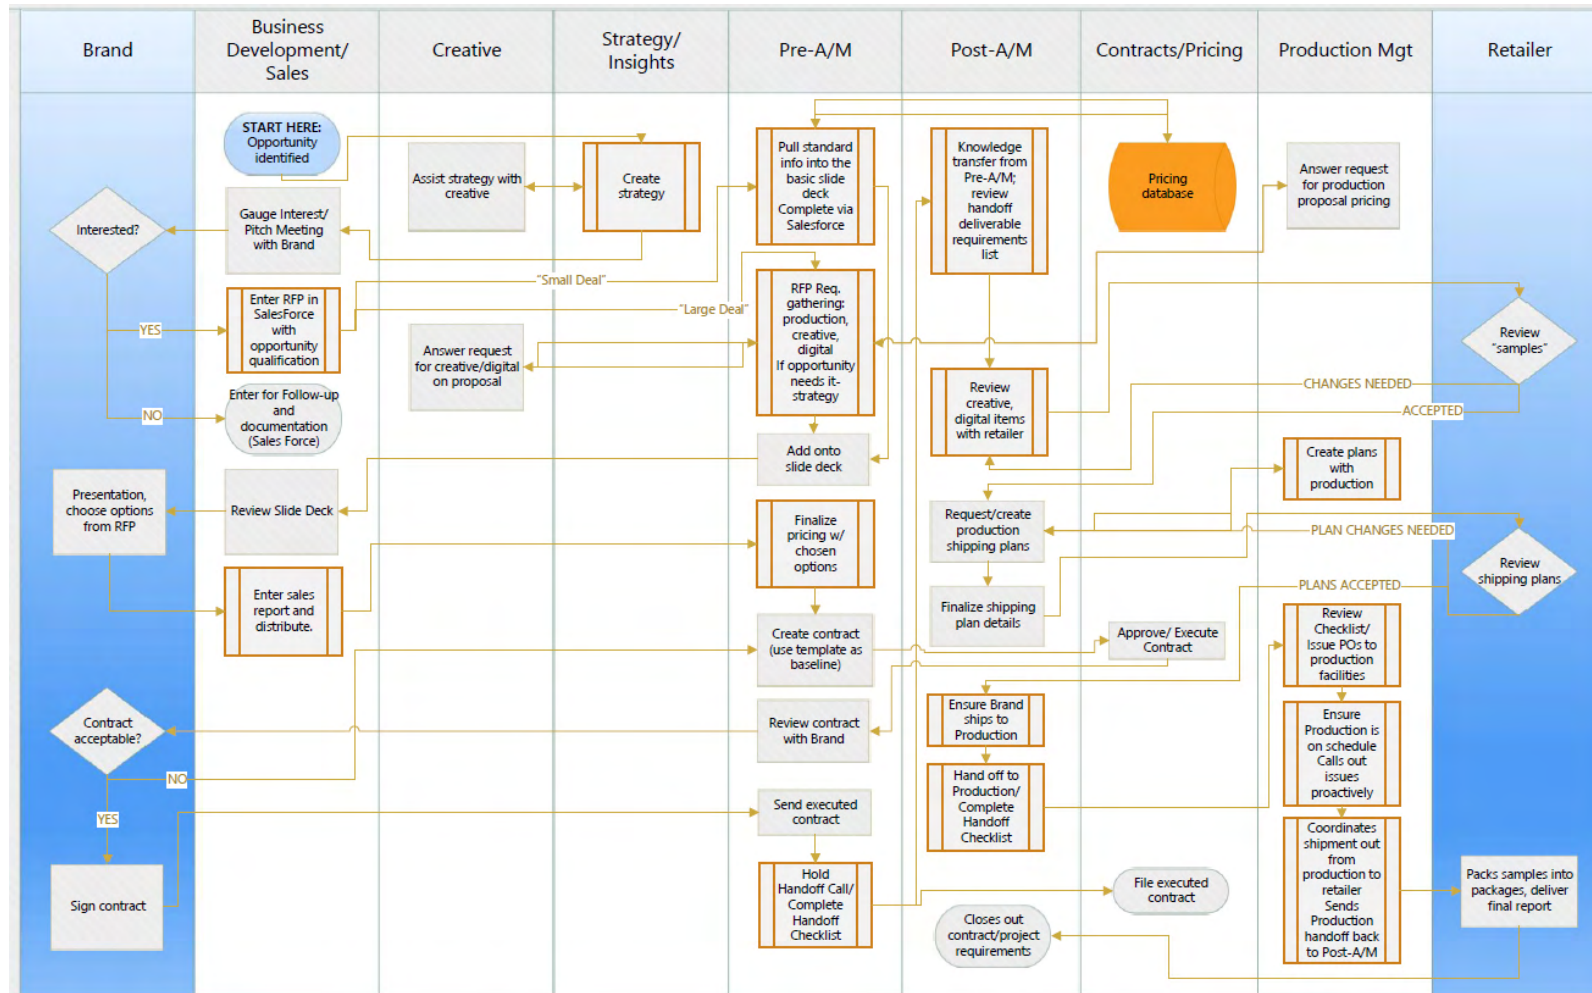 Brand
Business
Development/
Sales
Creative
Strategy/
Insights
Pre-A/M
Post-A/M
Contracts/Pricing
Production Mgt
Retailer
START HERE:
Opportunity
identified
Assist strategy with
creative
Create
strategy
Pull standard
info into the
basic slide
deck
Complete via
Salesforce
Knowledge
transfer from
Pre-A/M;
review
handoff
deliverable
requirements
list
Pricing
database
Answer request
for production
proposal pricing
Interested?
Gauge Interest/
Pitch Meeting
with Brand
"Small Deal"
"Large Deal"
YES
Enter RFP in
SalesForce
with
opportunity
qualification
Answer request
for creative/digital
on proposal
RFP Req.
gathering:
production,
creative,
digital
If opportunity
needs it-
strategy
Review
"samples"
NO
Enter for Follow-up
and
documentation
(Sales Force)
Review
creative,
digital items
with retailer
CHANGES NEEDED
ACCEPTED
Add onto
slide deck
Create plans
with
production
Presentation,
choose options
from RFP
Review Slide Deck
Finalize
pricing w/
chosen
options
Request/create
production
shipping plans
PLAN CHANGES NEEDED
Review
shipping plans
PLANS ACCEPTED
Enter sales
report and
distribute.
Finalize shipping
plan details
Review
Checklist/
Issue POs to
production
facilities
Create contract
(use template as
baseline)
Approve/ Execute
Contract
Contract
acceptable?
Review contract
with Brand
Ensure Brand
ships to
Production
Ensure
Production is
on schedule
Calls out
issues
proactively
NO
YES
Send executed
contract
Hand off to
Production/
Complete
Handoff
Checklist
Coordinates
shipment out
from
production to
retailer
Sends
Production
handoff back
to Post-A/M
Sign contract
Hold
Handoff Call/
Complete
Handoff
Checklist
File executed
contract
Packs samples into
packages, deliver
final report
Closes out
contract/project
requirements